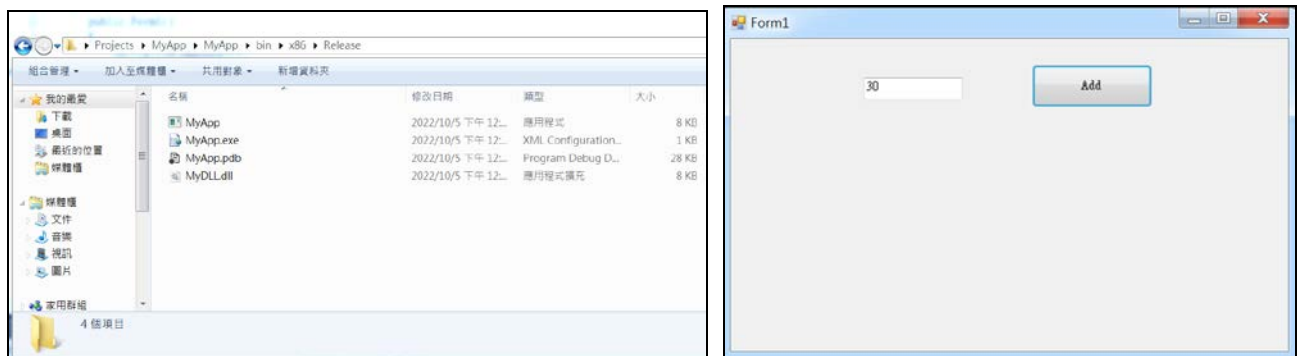 Projects ▸ MyApp ▸ MyApp ▸ bin ▸ x86 ▸ Release
組合管理 加入至媒體櫃 共用對象 新增資料夾
我的最愛
下載
桌面
最近的位置
媒體櫃
媒體櫃
文件
音樂
視訊
圖片
家用群組
名稱 修改日期 類型 大小
MyApp 2022/10/5 下午 12:... 應用程式 8 KB
MyApp.exe 2022/10/5 下午 12:... XML Configuration... 1 KB
MyApp.pdb 2022/10/5 下午 12:... Program Debug D... 28 KB
MyDLL.dll 2022/10/5 下午 12:... 應用程式擴充 8 KB
4 個項目
Form1
30 Add